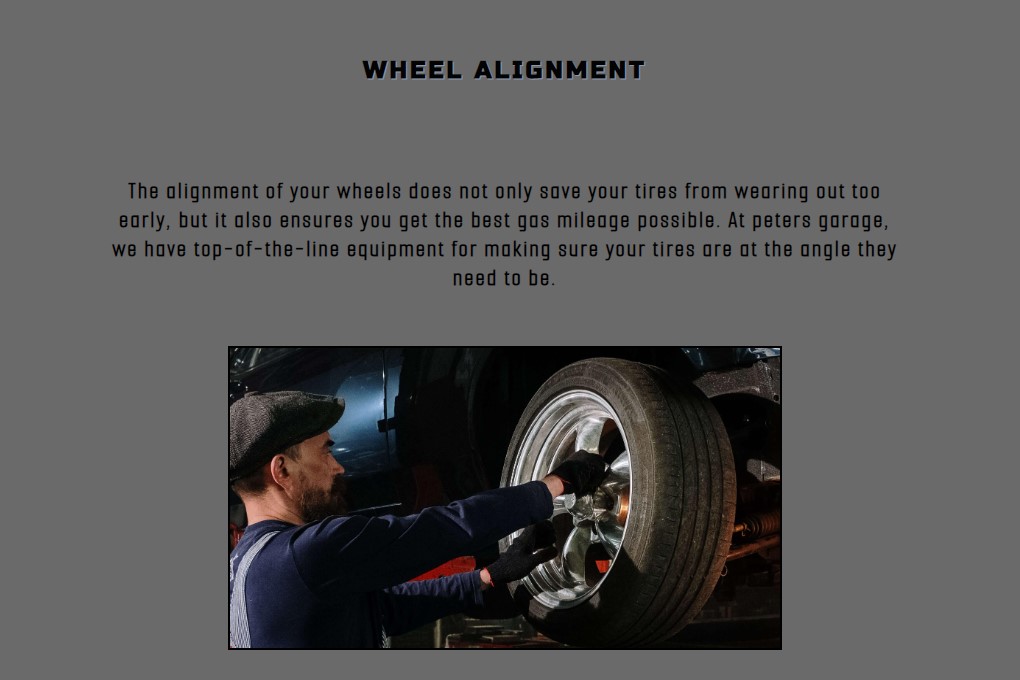 WHEEL ALIGNMENT
The alignment of your wheels does not only save your tires from wearing out too
early, but it also ensures you get the best gas mileage possible. At peters garage,
we have top-of-the-line equipment for making sure your tires are at the angle they
need to be.